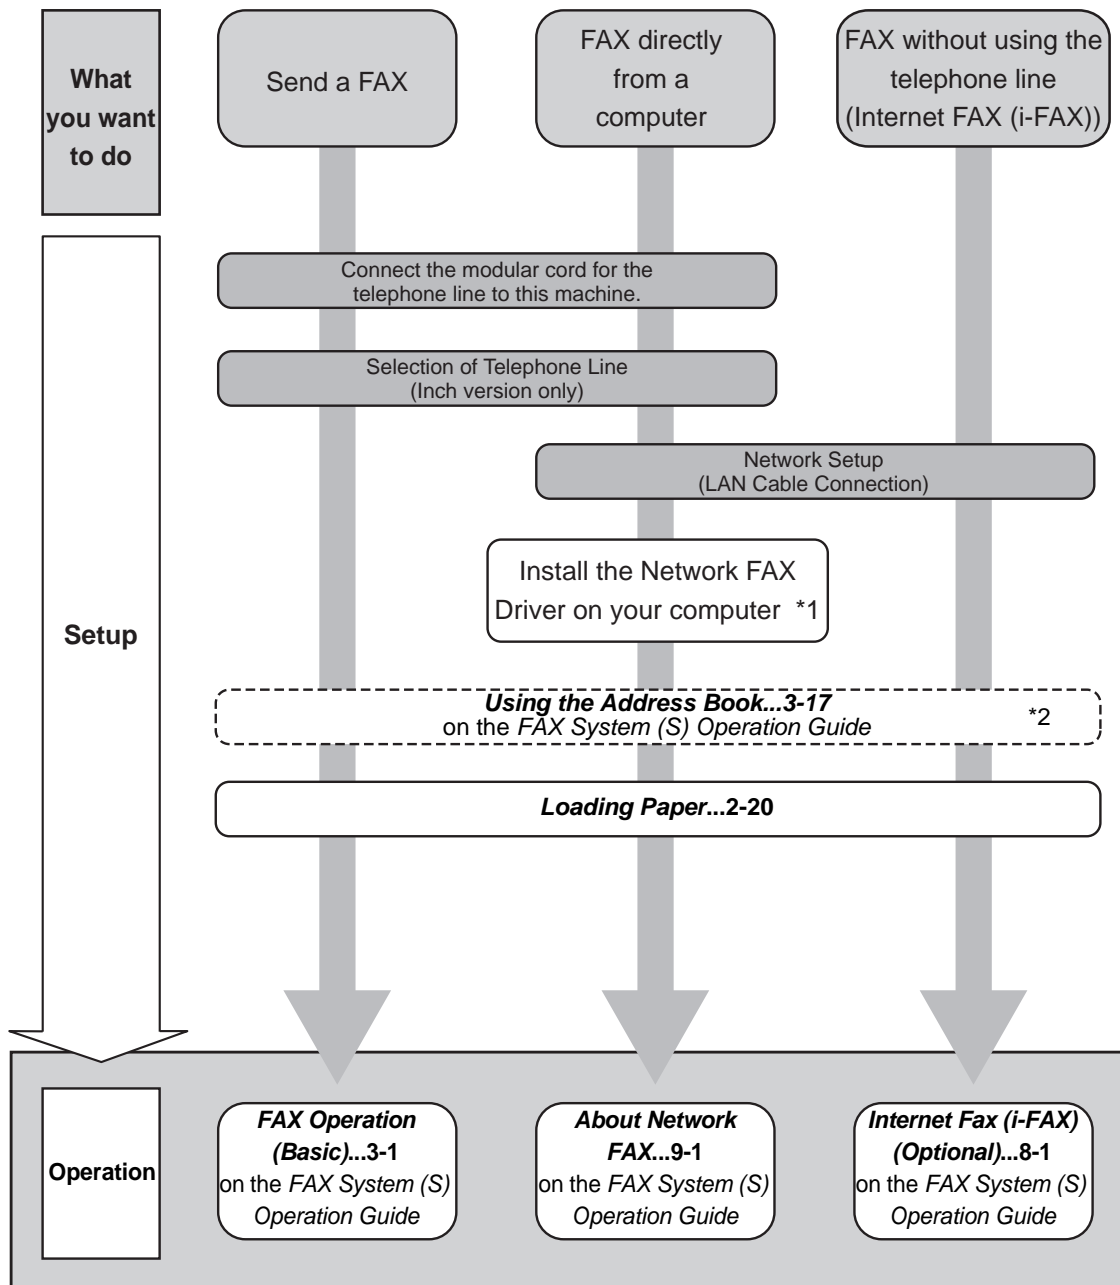 What
you want
to do
Send a FAX
FAX directly
from a
computer
FAX without using the
telephone line
(Internet FAX (i-FAX))
Setup
Connect the modular cord for the
telephone line to this machine.
Selection of Telephone Line
(Inch version only)
Network Setup
(LAN Cable Connection)
Install the Network FAX
Driver on your computer *1
Using the Address Book...3-17
on the FAX System (S) Operation Guide
*2
Loading Paper...2-20
Operation
FAX Operation
(Basic)...3-1
on the FAX System (S)
Operation Guide
About Network
FAX...9-1
on the FAX System (S)
Operation Guide
Internet Fax (i-FAX)
(Optional)...8-1
on the FAX System (S)
Operation Guide